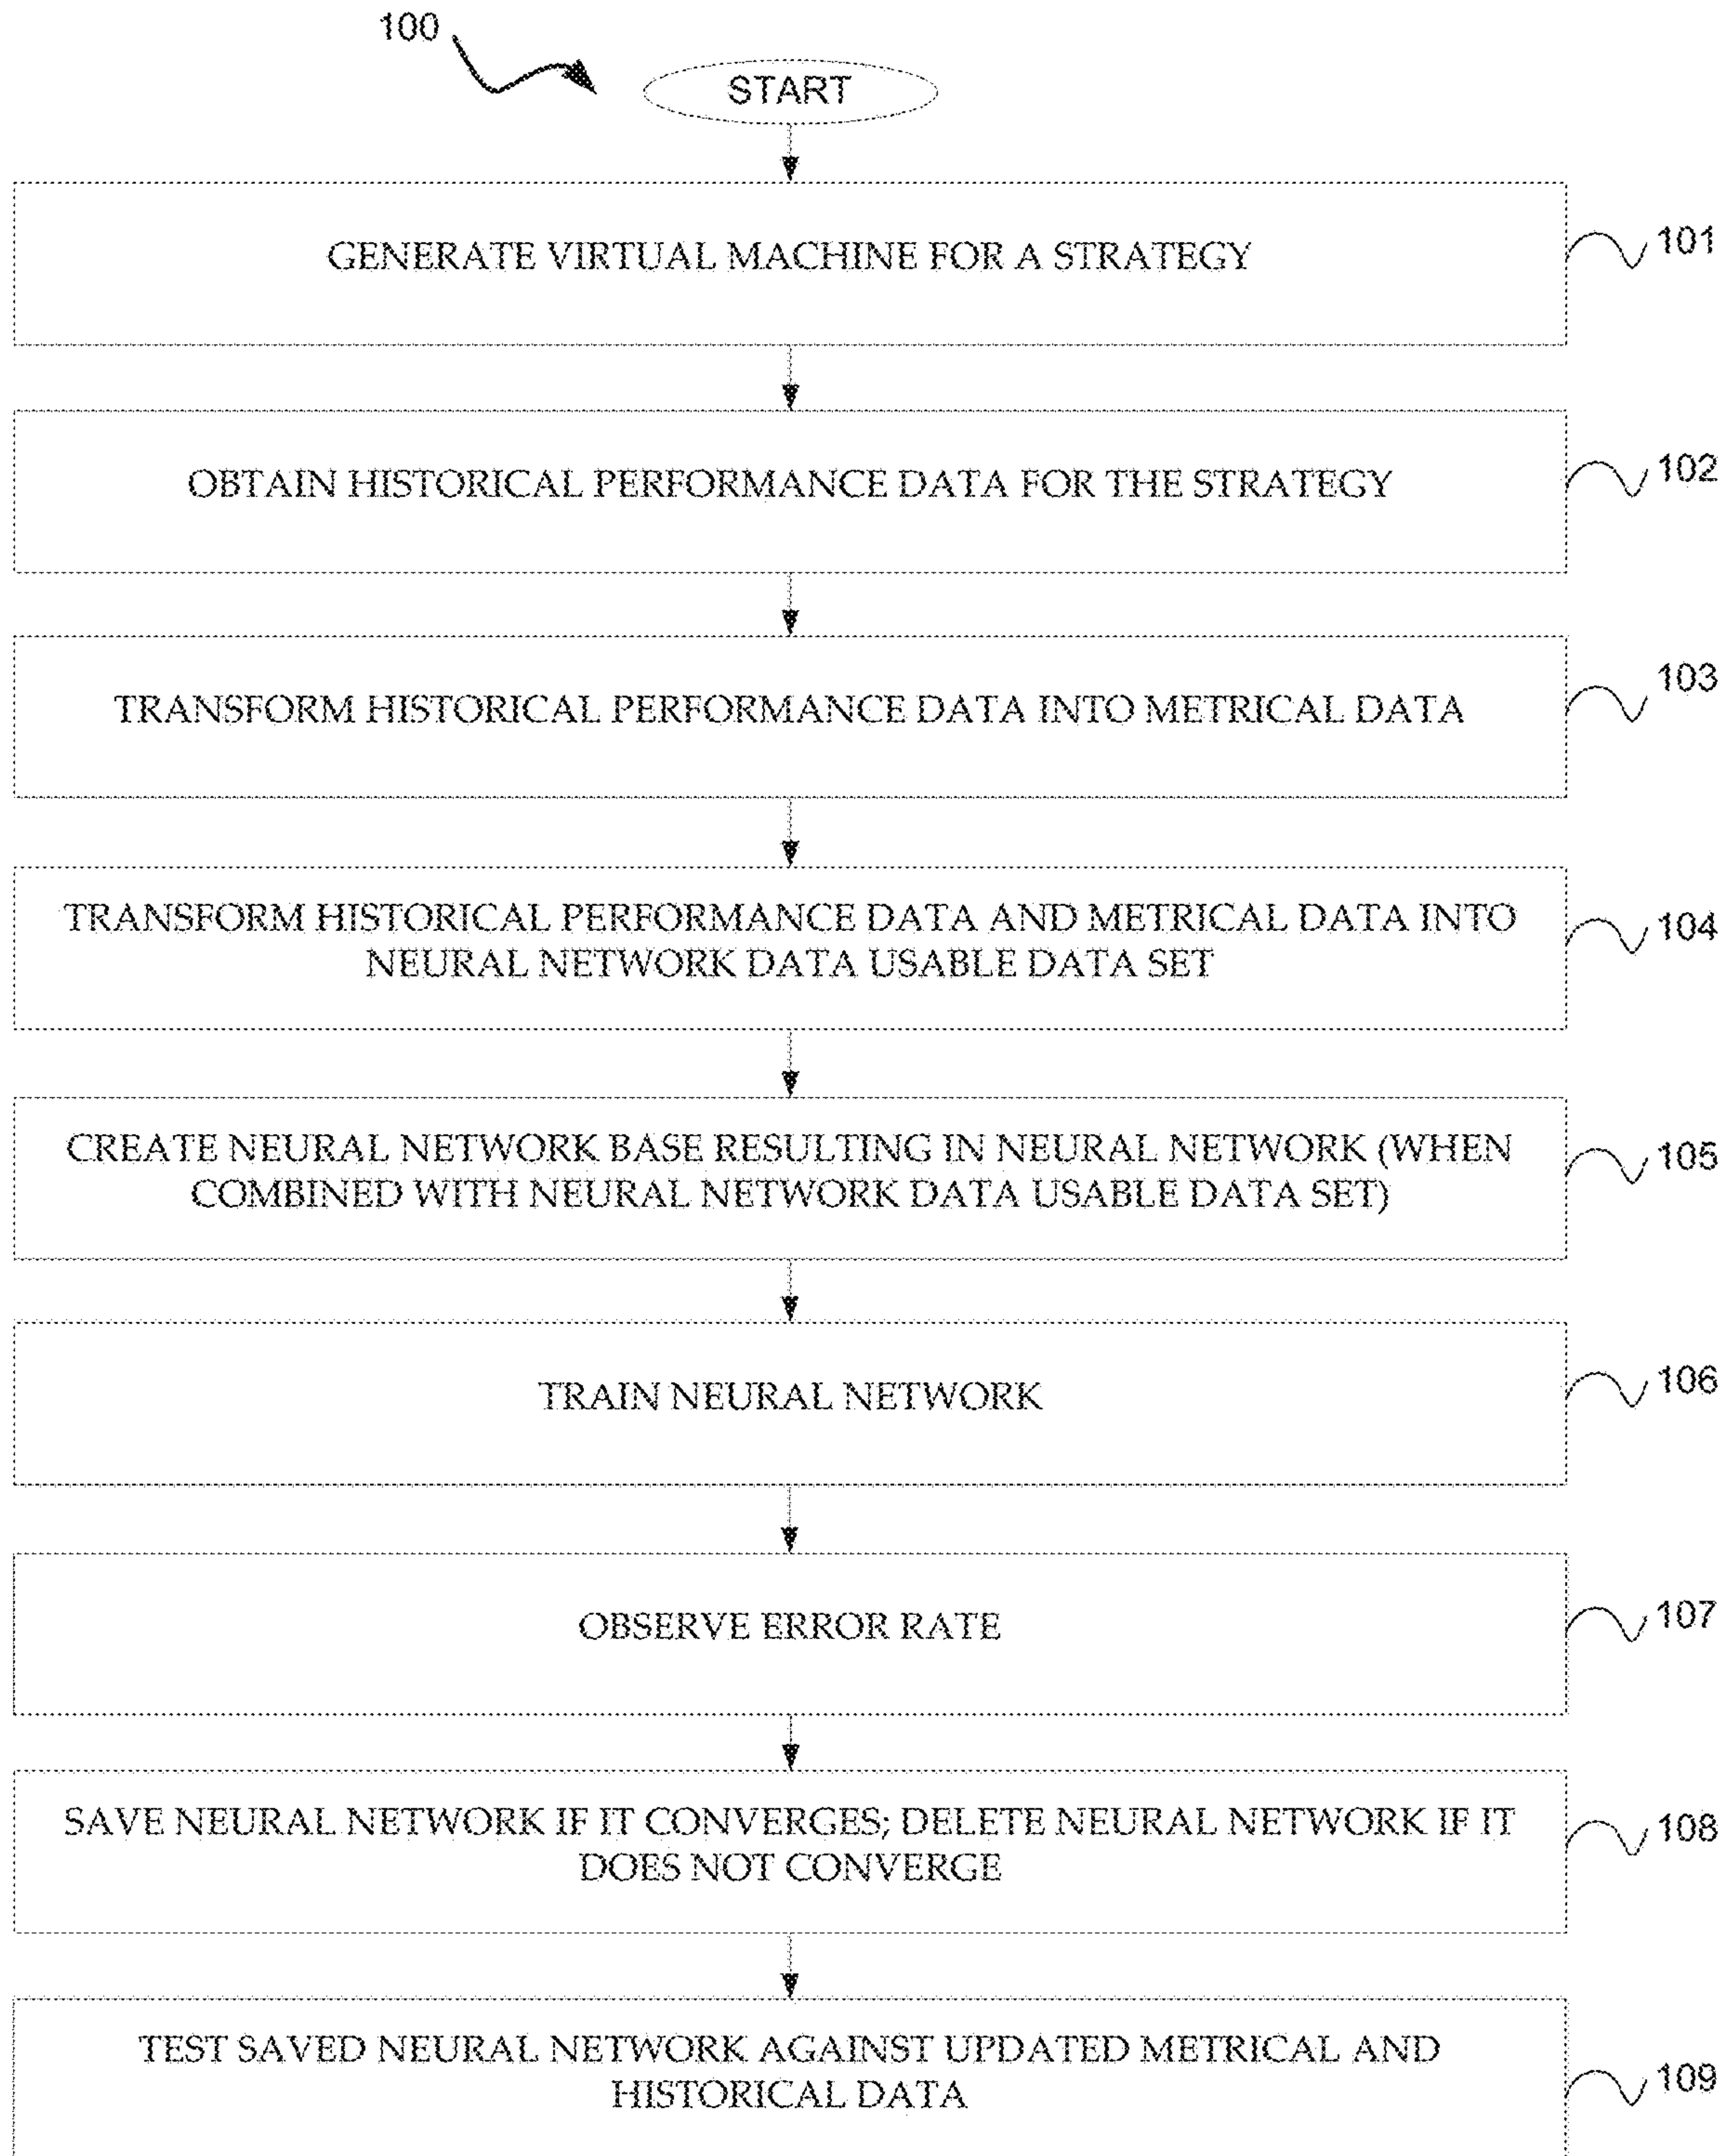 100
START
GENERATE VIRTUAL MACHINE FOR A STRATEGY
101
OBTAIN HISTORICAL PERFORMANCE DATA FOR THE STRATEGY
102
TRANSFORM HISTORICAL PERFORMANCE DATA INTO METRICAL DATA
103
TRANSFORM HISTORICAL PERFORMANCE DATA AND METRICAL DATA INTO
NEURAL NETWORK DATA USABLE DATA SET
104
CREATE NEURAL NETWORK BASE RESULTING IN NEURAL NETWORK (WHEN
COMBINED WITH NEURAL NETWORK DATA USABLE DATA SET)
105
TRAIN NEURAL NETWORK
106
OBSERVE ERROR RATE
107
SAVE NEURAL NETWORK IF IT CONVERGES; DELETE NEURAL NETWORK IF IT
DOES NOT CONVERGE
108
TEST SAVED NEURAL NETWORK AGAINST UPDATED METRICAL AND
HISTORICAL DATA
109